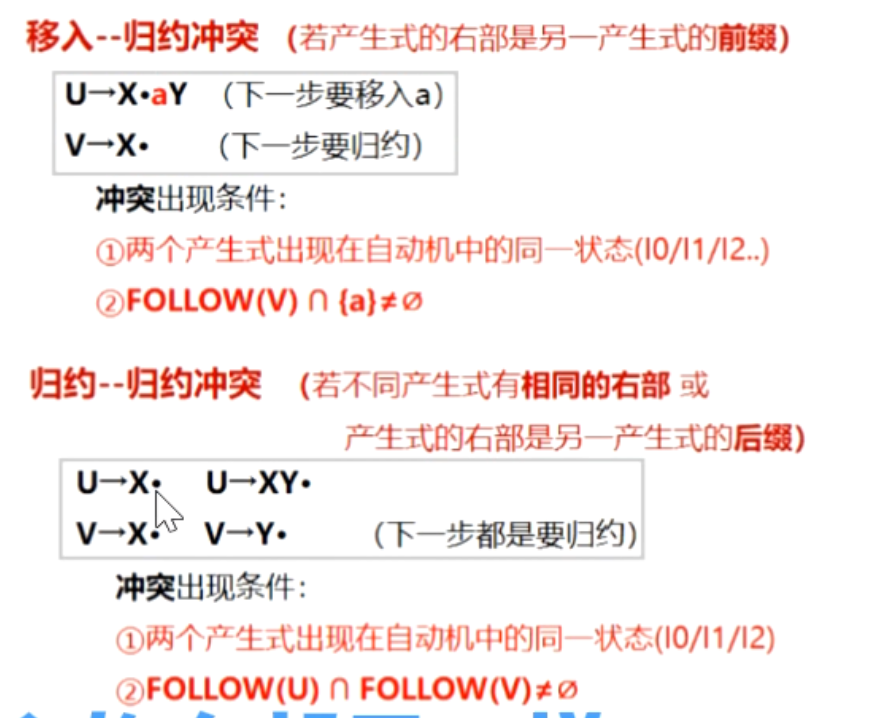 移入--归约冲突 (若产生式的右部是另一产生式的前缀)
U→X•aY (下一步要移入a)
V→X• (下一步要归约)
冲突出现条件:
①两个产生式出现在自动机中的同一状态(I0/I1/I2..)
②FOLLOW(V) ∩ {a}≠∅
归约--归约冲突 (若不同产生式有相同的右部 或
产生式的右部是另一产生式的后缀)
U→X• U→XY•
V→X• V→Y• (下一步都是要归约)
冲突出现条件:
①两个产生式出现在自动机中的同一状态(I0/I1/I2)
②FOLLOW(U) ∩ FOLLOW(V)≠∅